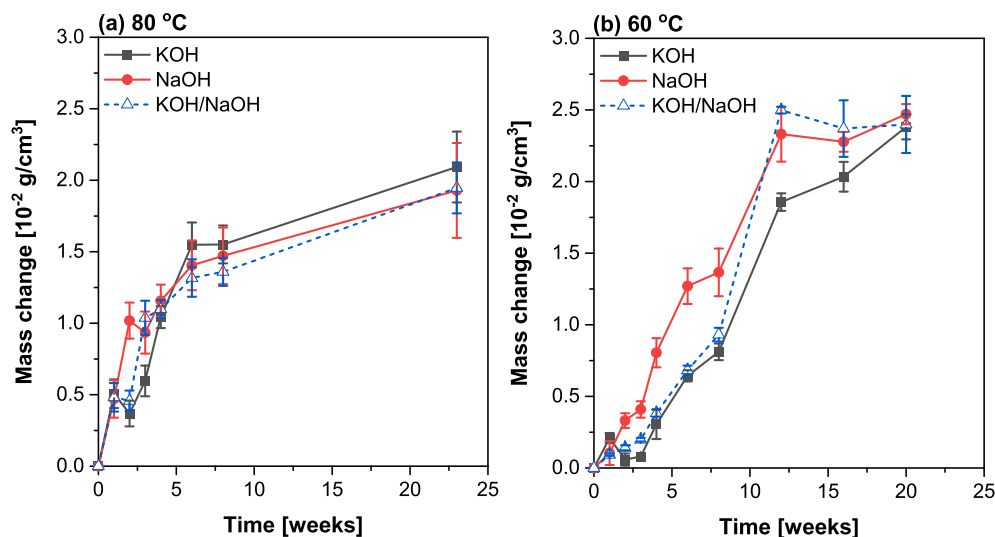 (a) 80 °C
3.0
2.5
2.0
1.5
1.0
0.5
0.0
0 5 10 15 20 25
KOH
NaOH
KOH/NaOH
Mass change [10⁻² g/cm³]
Time [weeks]
(b) 60 °C
3.0
2.5
2.0
1.5
1.0
0.5
0.0
0 5 10 15 20 25
KOH
NaOH
KOH/NaOH
Mass change [10⁻² g/cm³]
Time [weeks]